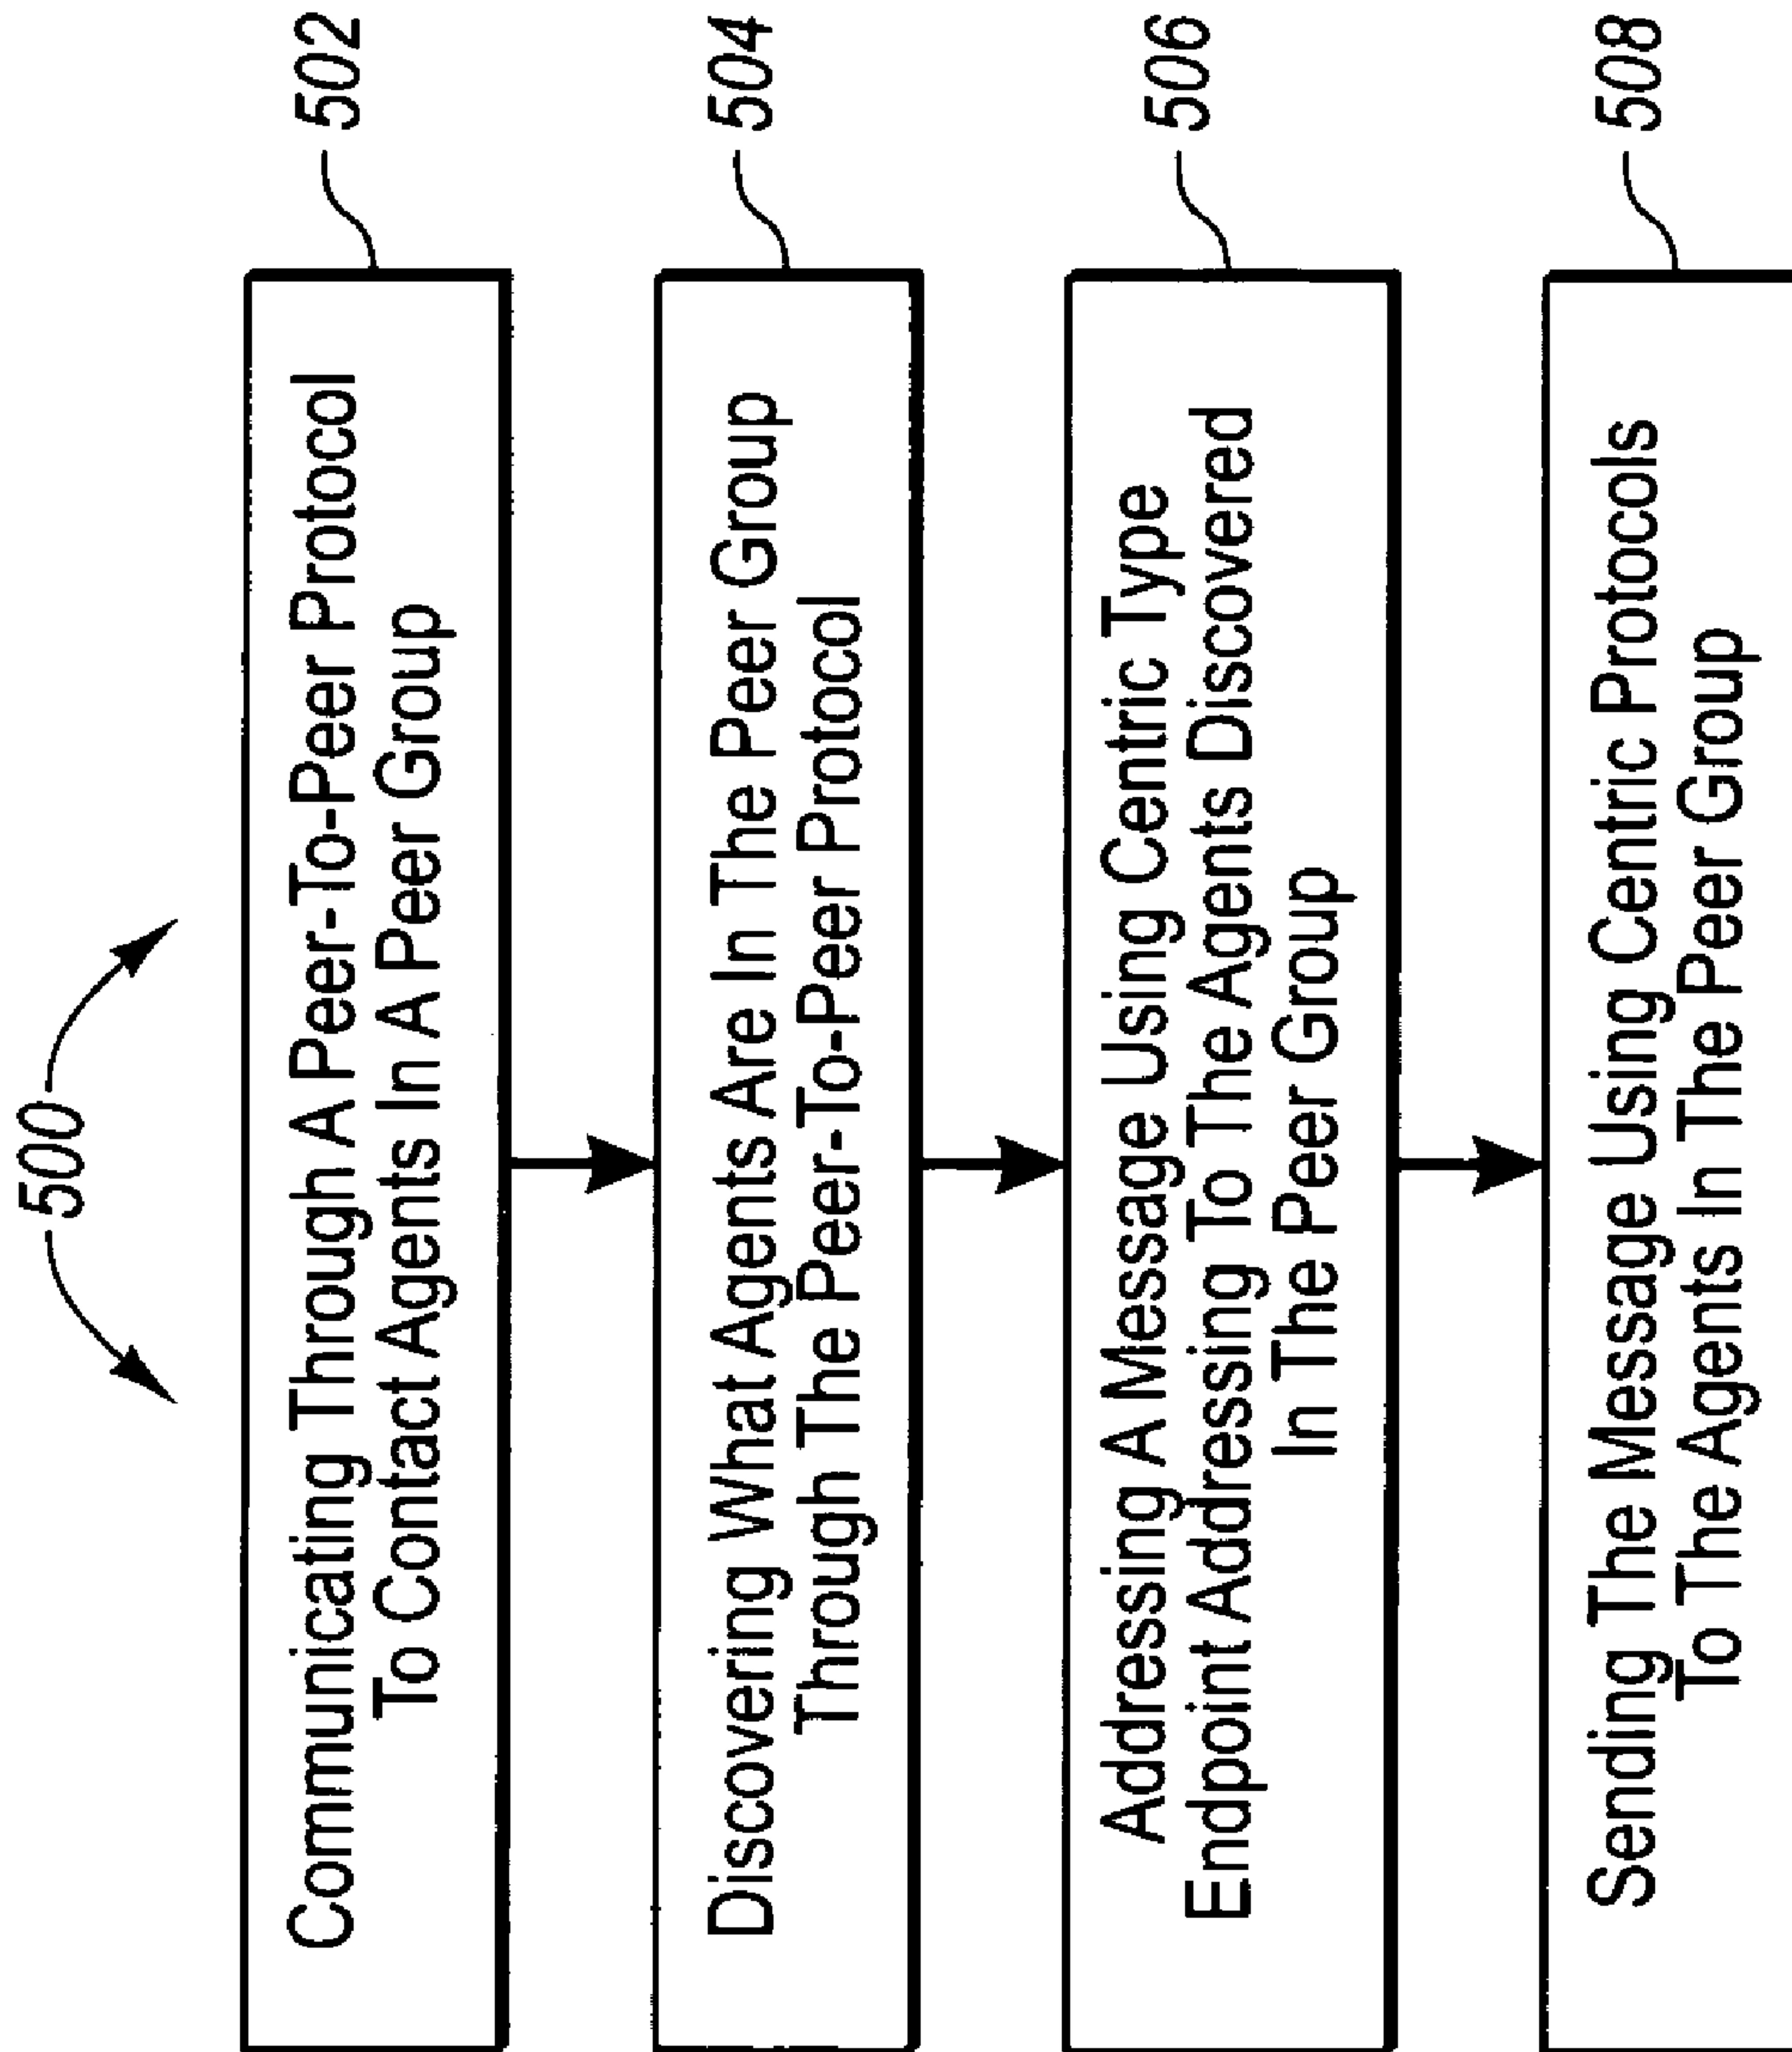 500
Communicating Through A Peer-To-Peer Protocol
To Contact Agents In A Peer Group
502
Discovering What Agents Are In The Peer Group
Through The Peer-To-Peer Protocol
504
Addressing A Message Using Centric Type
Endpoint Addressing To The Agents Discovered
In The Peer Group
506
Sending The Message Using Centric Protocols
To The Agents In The Peer Group
508